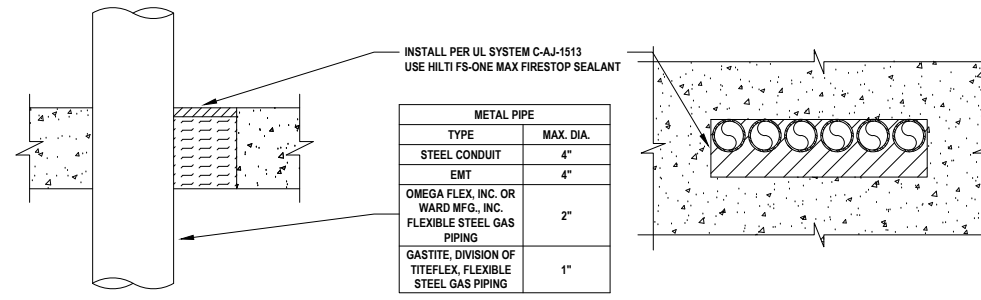 INSTALL PER UL SYSTEM C-AJ-1513
USE HILTI FS-ONE MAX FIRESTOP SEALANT
METAL PIPE
TYPE MAX. DIA.
STEEL CONDUIT 4"
EMT 4"
OMEGA FLEX, INC. OR
WARD MFG., INC.
FLEXIBLE STEEL GAS
PIPING
2"
GASTITE, DIVISION OF
TITEFLEX, FLEXIBLE
STEEL GAS PIPING
1"